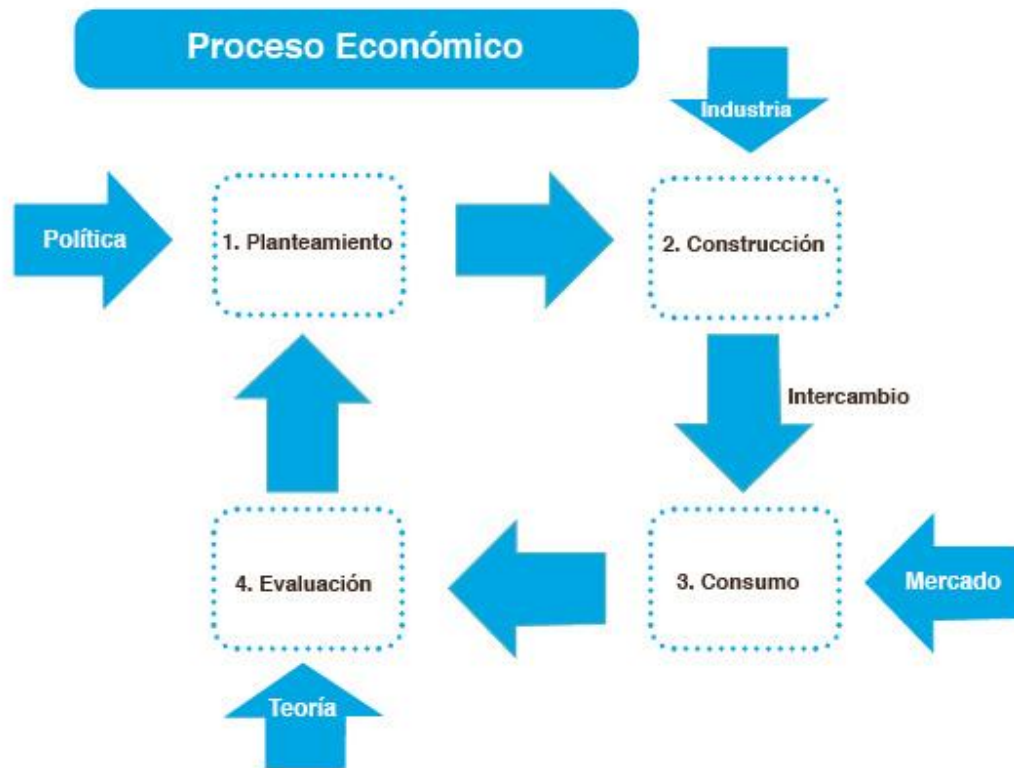 Proceso Económico
Industria
Política
1. Planteamiento
2. Construcción
Intercambio
4. Evaluación
3. Consumo
Mercado
Teoría